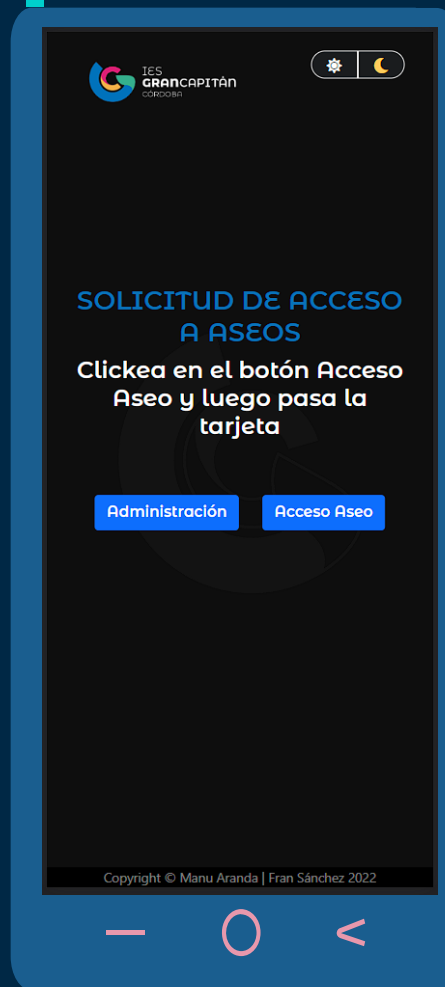 IES
GRANCAPITÁN
CÓRDOBA
SOLICITUD DE ACCESO
A ASEOS
Clickea en el botón Acceso
Aseo y luego pasa la
tarjeta
Administración
Acceso Aseo
Copyright © Manu Aranda | Fran Sánchez 2022